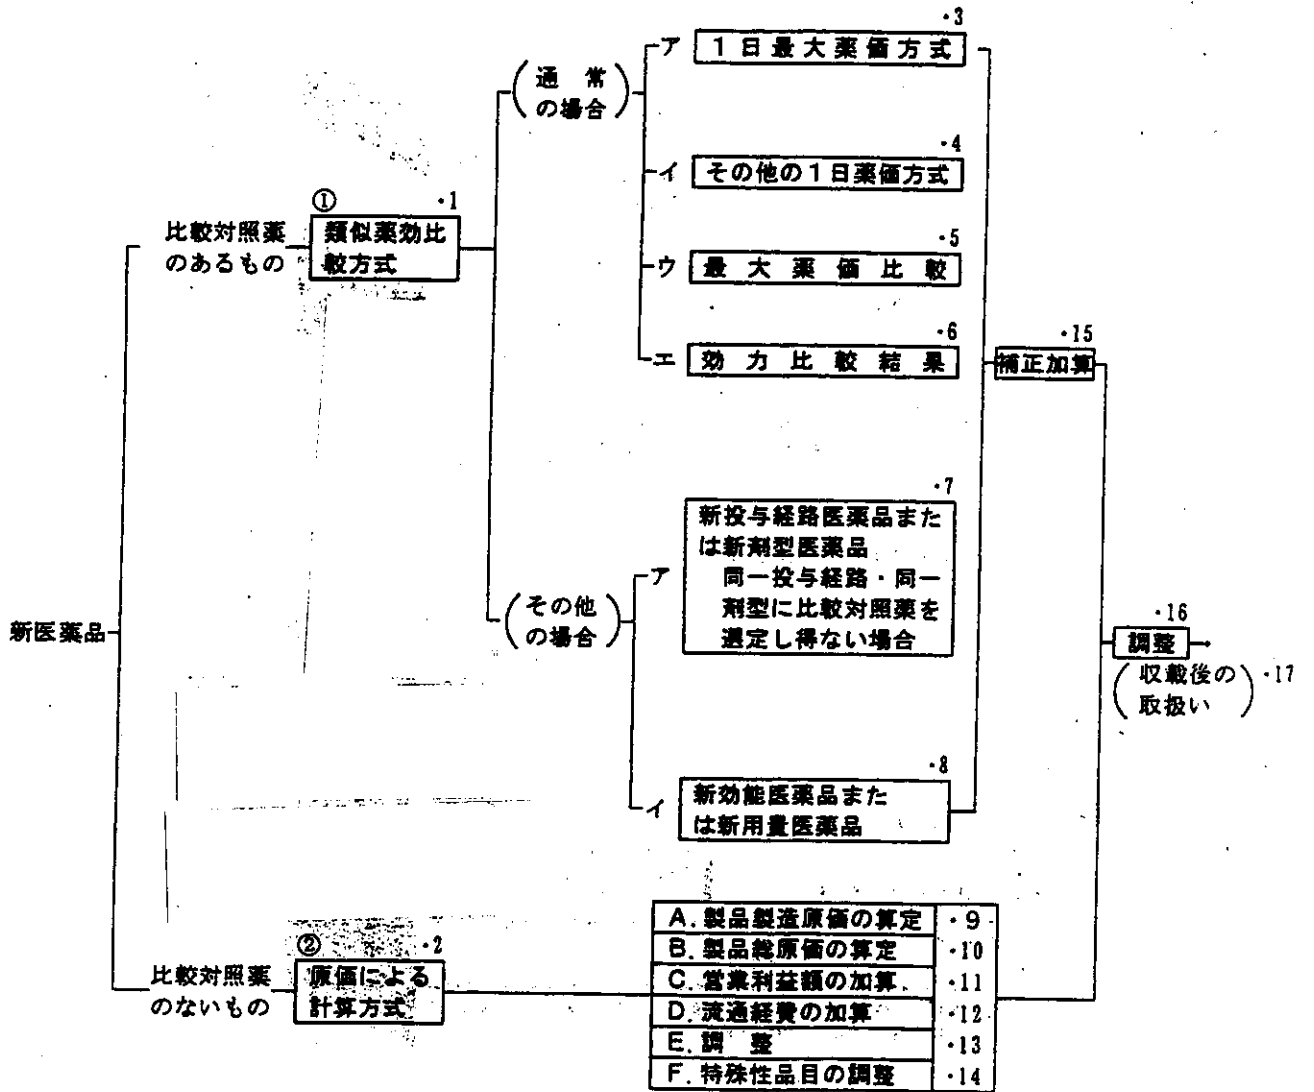 新医薬品
比較対照薬
のあるもの
①
・1
類似薬効比
較方式
(通常
の場合)
ア
・3
1日最大薬価方式
イ
・4
その他の1日薬価方式
ウ
・5
最大薬価比較
エ
・6
効力比較結果
(その他
の場合)
ア
・7
新投与経路医薬品また
は新剤型医薬品
同一投与経路・同一
剤型に比較対照薬を
選定し得ない場合
イ
・8
新効能医薬品また
は新用量医薬品
・15
補正加算
・16
調整
(収載後の
取扱い)
・17
比較対照薬
のないもの
②
・2
原価による
計算方式
A.製品製造原価の算定 ・9
B.製品総原価の算定 ・10
C.営業利益額の加算. ・11
D.流通経費の加算 ・12
E.調整 ・13
F.特殊性品目の調整 ・14